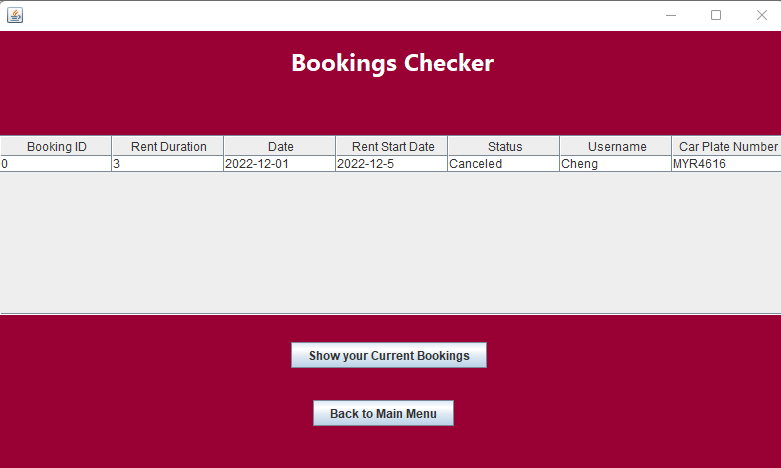 Bookings Checker
Booking ID Rent Duration Date Rent Start Date Status Username Car Plate Number
0 3 2022-12-01 2022-12-5 Canceled Cheng MYR4616
Show your Current Bookings
Back to Main Menu